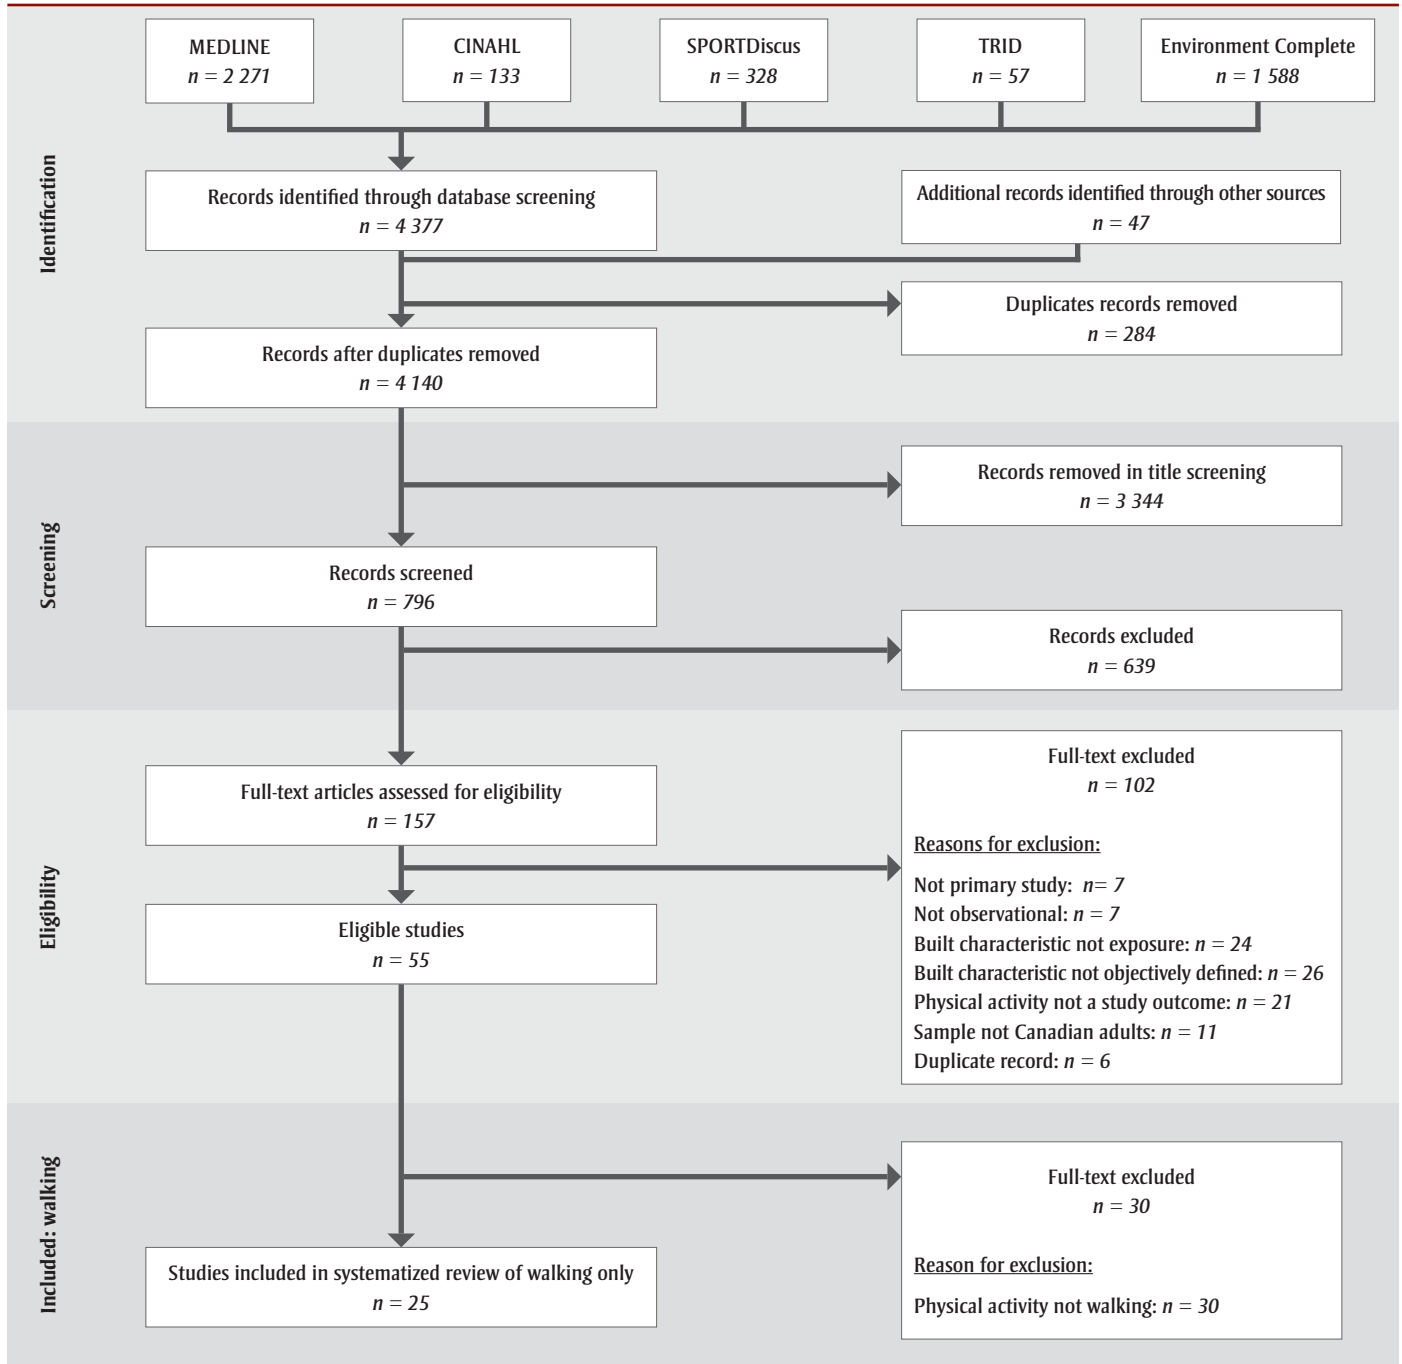 MEDLINE
n = 2 271
CINAHL
n = 133
SPORTDiscus
n = 328
TRID
n = 57
Environment Complete
n = 1 588
Identification
Records identified through database screening
n = 4 377
Additional records identified through other sources
n = 47
Duplicates records removed
n = 284
Records after duplicates removed
n = 4 140
Screening
Records removed in title screening
n = 3 344
Records screened
n = 796
Records excluded
n = 639
Eligibility
Full-text articles assessed for eligibility
n = 157
Full-text excluded
n = 102
Reasons for exclusion:
Not primary study: n= 7
Not observational: n = 7
Built characteristic not exposure: n = 24
Built characteristic not objectively defined: n = 26
Physical activity not a study outcome: n = 21
Sample not Canadian adults: n = 11
Duplicate record: n = 6
Eligible studies
n = 55
Included: walking
Full-text excluded
n = 30
Reason for exclusion:
Physical activity not walking: n = 30
Studies included in systematized review of walking only
n = 25